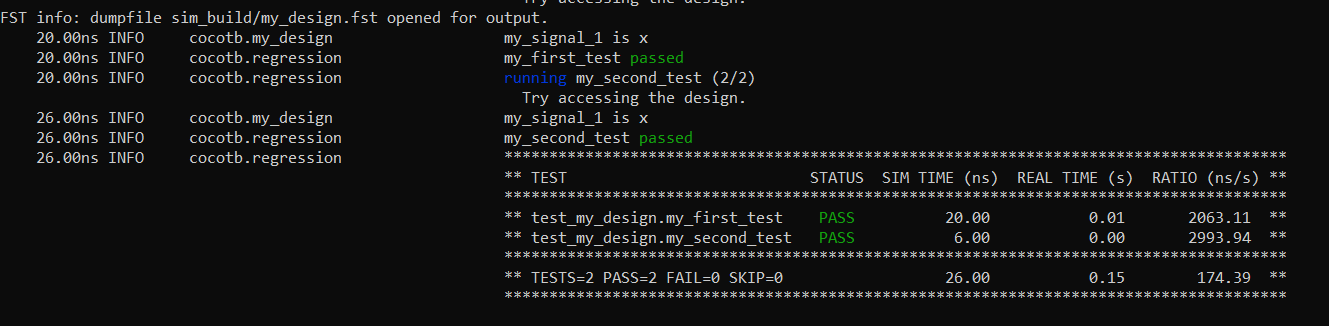 Try accessing the design.
FST info: dumpfile sim_build/my_design.fst opened for output.
20.00ns INFO     cocotb.my_design                  my_signal_1 is x
20.00ns INFO     cocotb.regression                 my_first_test passed
20.00ns INFO     cocotb.regression                 running my_second_test (2/2)
Try accessing the design.
26.00ns INFO     cocotb.my_design                  my_signal_1 is x
26.00ns INFO     cocotb.regression                 my_second_test passed
26.00ns INFO     cocotb.regression                 ***************************************************************************************
** TEST                           STATUS  SIM TIME (ns)  REAL TIME (s)  RATIO (ns/s) **
***************************************************************************************
** test_my_design.my_first_test    PASS          20.00           0.01       2063.11  **
** test_my_design.my_second_test   PASS           6.00           0.00       2993.94  **
***************************************************************************************
** TESTS=2 PASS=2 FAIL=0 SKIP=0                  26.00           0.15        174.39  **
***************************************************************************************